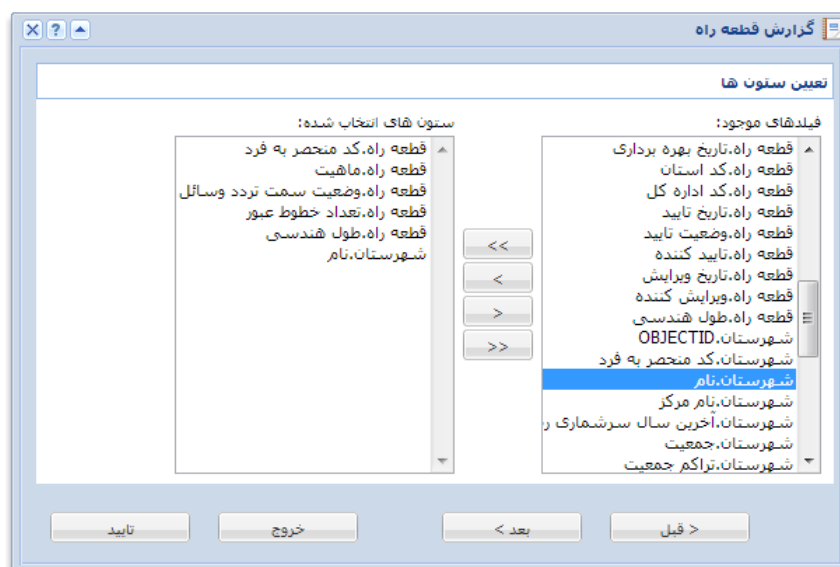 گزارش قطعه راه
تعیین ستون ها
فیلدهای موجود:
قطعه راه.تاریخ بهره برداری
قطعه راه.کد استان
قطعه راه.کد اداره کل
قطعه راه.تاریخ تایید
قطعه راه.وضعیت تایید
قطعه راه.تایید کننده
قطعه راه.تاریخ ویرایش
قطعه راه.ویرایش کننده
قطعه راه.طول هندسی
شهرستان.OBJECTID
شهرستان.کد منحصر به فرد
شهرستان.نام
شهرستان.نام مرکز
شهرستان.آخرین سال سرشماری
شهرستان.جمعیت
شهرستان.تراکم جمعیت
<<
<
>
>>
ستون های انتخاب شده:
قطعه راه.کد منحصر به فرد
قطعه راه.ماهیت
قطعه راه.وضعیت سمت تردد وسائل
قطعه راه.تعداد خطوط عبور
قطعه راه.طول هندسی
شهرستان.نام
< قبل
بعد >
خروج
تایید